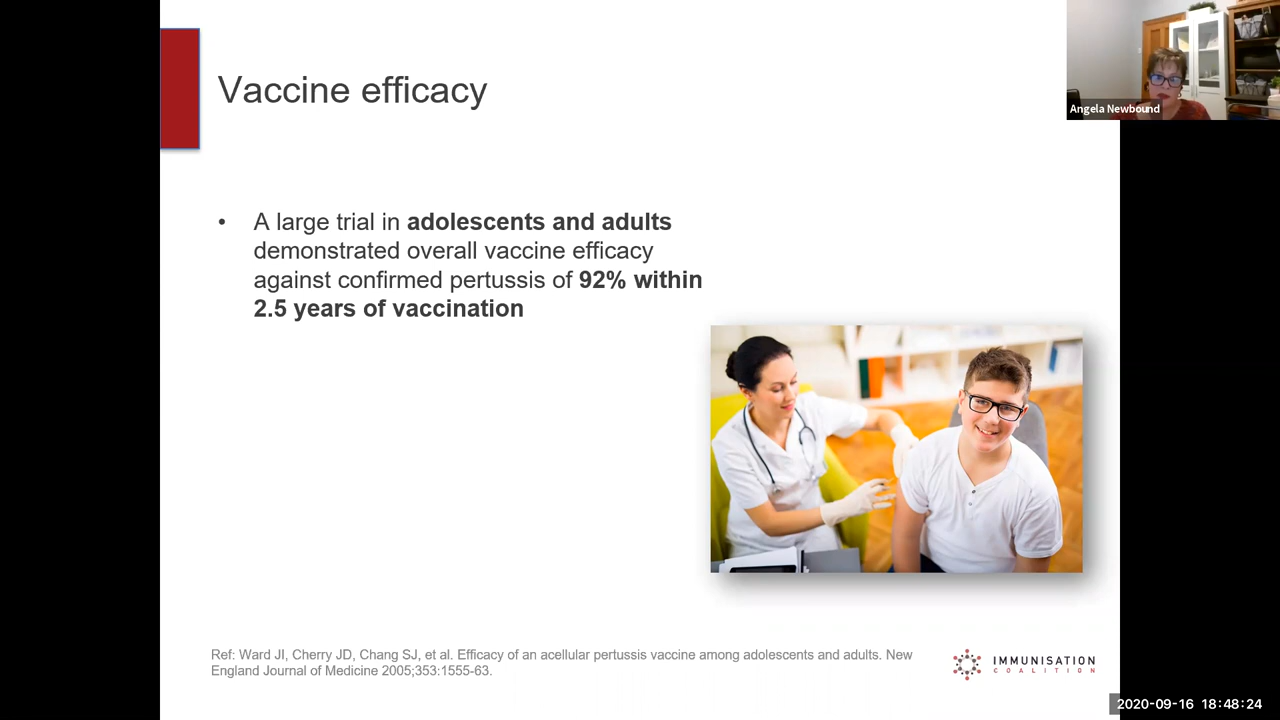 Vaccine efficacy
Angela Newbound
• A large trial in adolescents and adults
demonstrated overall vaccine efficacy
against confirmed pertussis of 92% within
2.5 years of vaccination
Ref: Ward JI, Cherry JD, Chang SJ, et al. Efficacy of an acellular pertussis vaccine among adolescents and adults. New
England Journal of Medicine 2005;353:1555-63.
IMMUNISATION
COALITION
2020-09-16 18:48:24